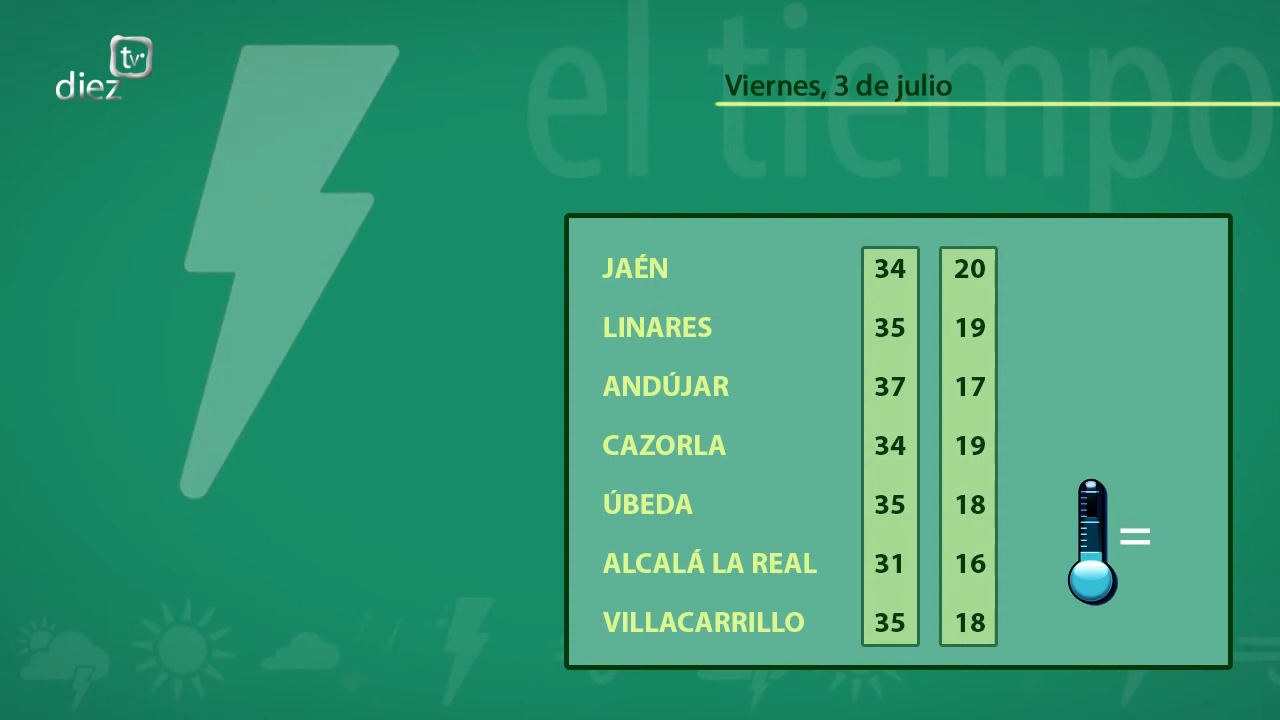 diez tv
el tiempo
Viernes, 3 de julio
JAÉN 34 20
LINARES 35 19
ANDÚJAR 37 17
CAZORLA 34 19
ÚBEDA 35 18
ALCALÁ LA REAL 31 16
VILLACARRILLO 35 18
=